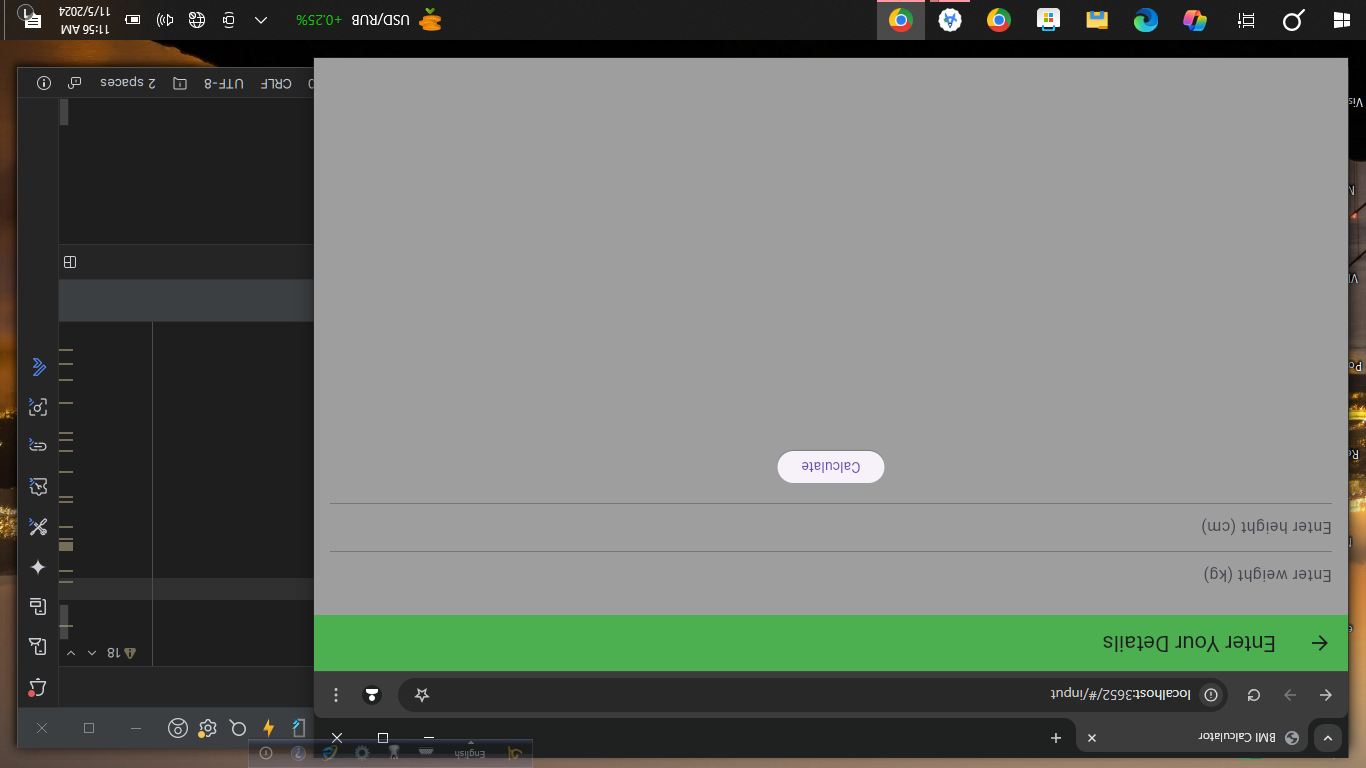 English
BMI Calculator
localhost:3652/#/input
Enter Your Details
18
Enter weight (kg)
Enter height (cm)
Calculate
CRLF UTF-8 2 spaces
USD/RUB +0.25%
11:56 AM
11/5/2024
1